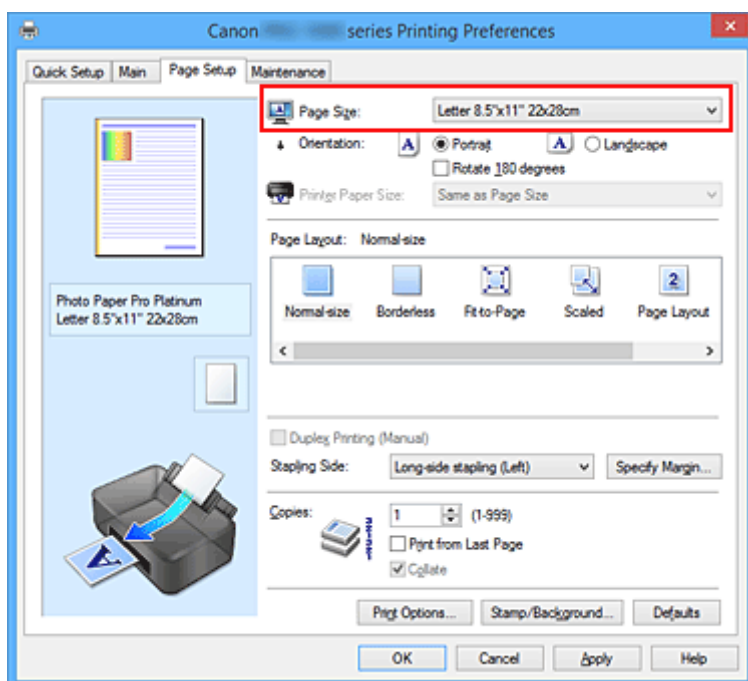 Canon series Printing Preferences
Quick Setup Main Page Setup Maintenance
Page Size: Letter 8.5"x11" 22x28cm
Orientation: A Portrait A Landscape
Rotate 180 degrees
Printer Paper Size: Same as Page Size
Page Layout: Normal-size
2
Normal-size Borderless Fit-to-Page Scaled Page Layout
Photo Paper Pro Platinum
Letter 8.5"x11" 22x28cm
Duplex Printing (Manual)
Stapling Side: Long-side stapling (Left) Specify Margin...
Copies: 1 (1-999)
Print from Last Page
Collate
A
Print Options... Stamp/Background... Defaults
OK Cancel Apply Help